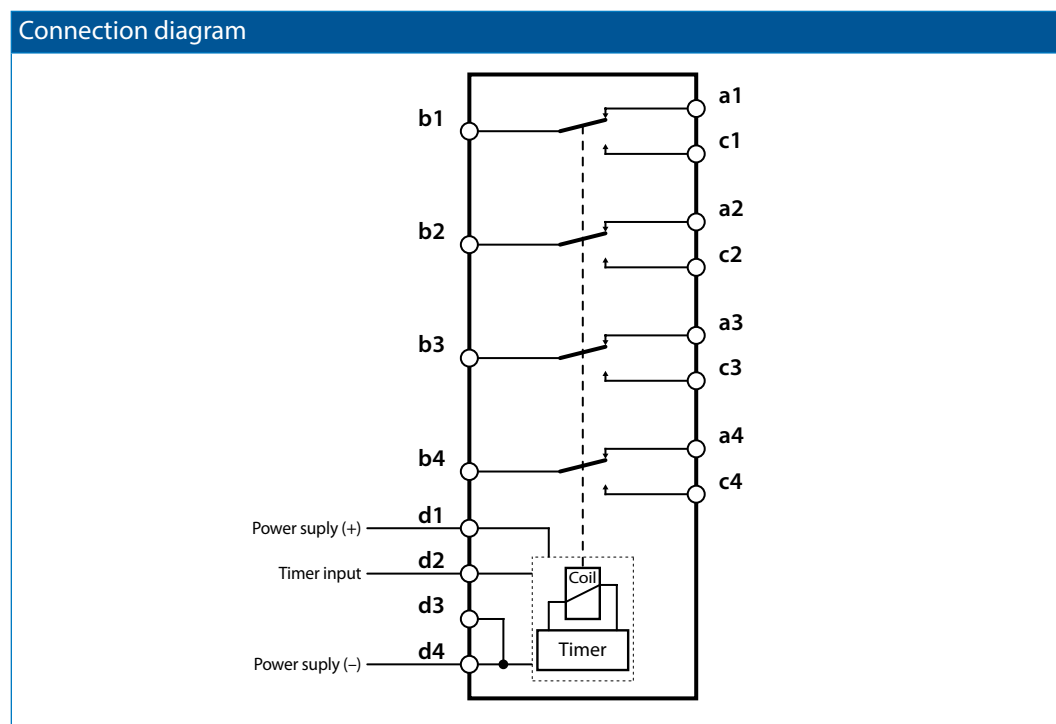 Connection diagram
b1
a1
c1
b2
a2
c2
b3
a3
c3
b4
a4
c4
Power suply (+)
d1
Timer input
d2
d3
Power suply (–)
d4
Coil
Timer